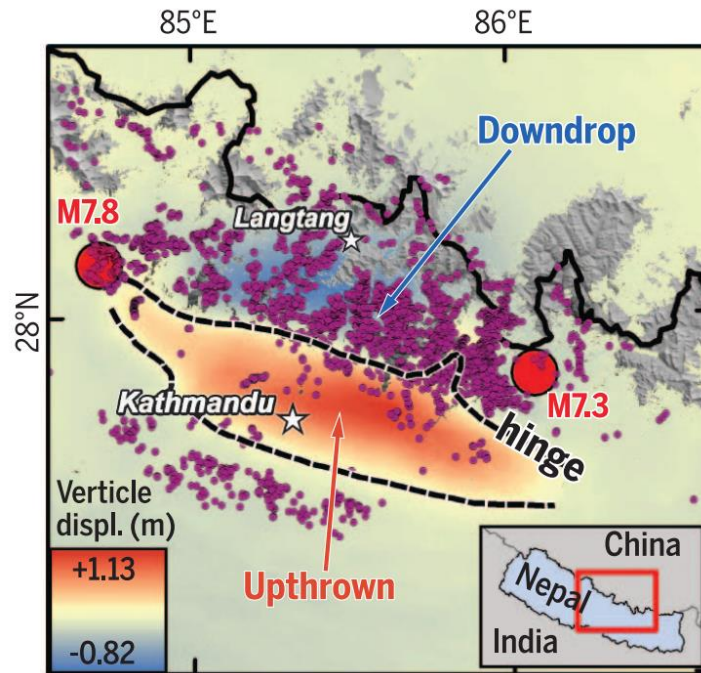 85°E
86°E
Downdrop
M7.8
Langtang
28°N
Kathmandu
M7.3
hinge
Verticle
displ. (m)
+1.13
-0.82
Upthrown
China
Nepal
India